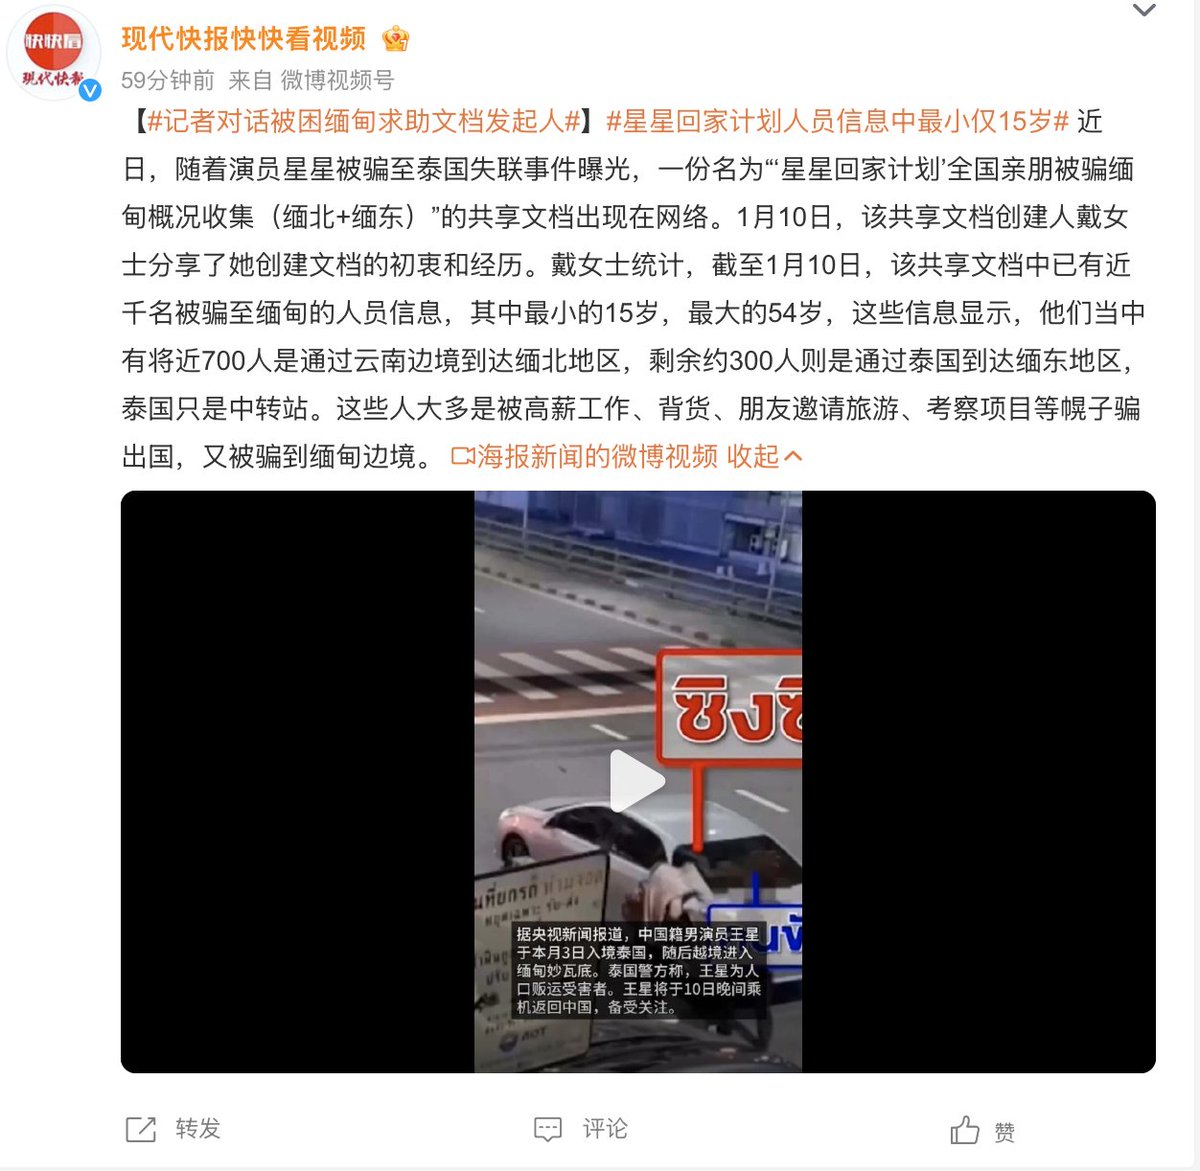 快快看
现代快报
现代快报快快看视频
59分钟前 来自 微博视频号
【#记者对话被困缅甸求助文档发起人#】#星星回家计划人员信息中最小仅15岁# 近
日，随着演员星星被骗至泰国失联事件曝光，一份名为“‘星星回家计划’全国亲朋被骗缅
甸概况收集（缅北+缅东）”的共享文档出现在网络。1月10日，该共享文档创建人戴女
士分享了她创建文档的初衷和经历。戴女士统计，截至1月10日，该共享文档中已有近
千名被骗至缅甸的人员信息，其中最小的15岁，最大的54岁，这些信息显示，他们当中
有将近700人是通过云南边境到达缅北地区，剩余约300人则是通过泰国到达缅东地区，
泰国只是中转站。这些人大多是被高薪工作、背货、朋友邀请旅游、考察项目等幌子骗
出国，又被骗到缅甸边境。 海报新闻的微博视频 收起
ซิงซิ
据央视新闻报道，中国籍男演员王星
于本月3日入境泰国，随后越境进入
缅甸妙瓦底。泰国警方称，王星为人
口贩运受害者。王星将于10日晚间乘
机返回中国，备受关注。
转发 评论 赞